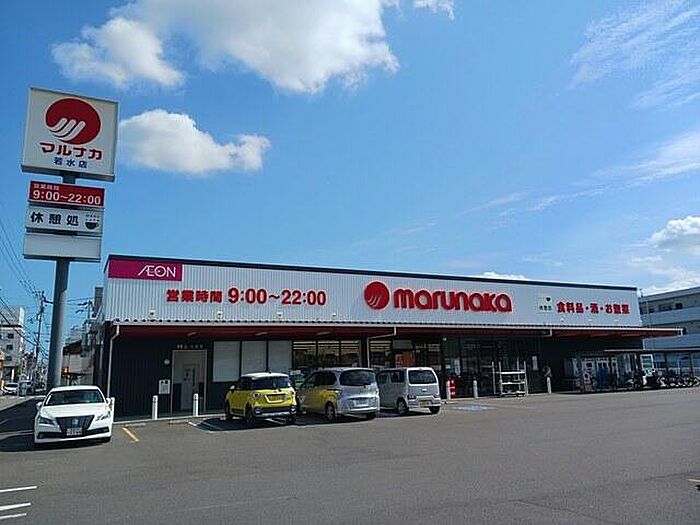 マルナカ
若水店
営業時間
9:00~22:00
休憩処
AEON
営業時間 9:00~22:00
marunaka
食料品・酒・お惣菜